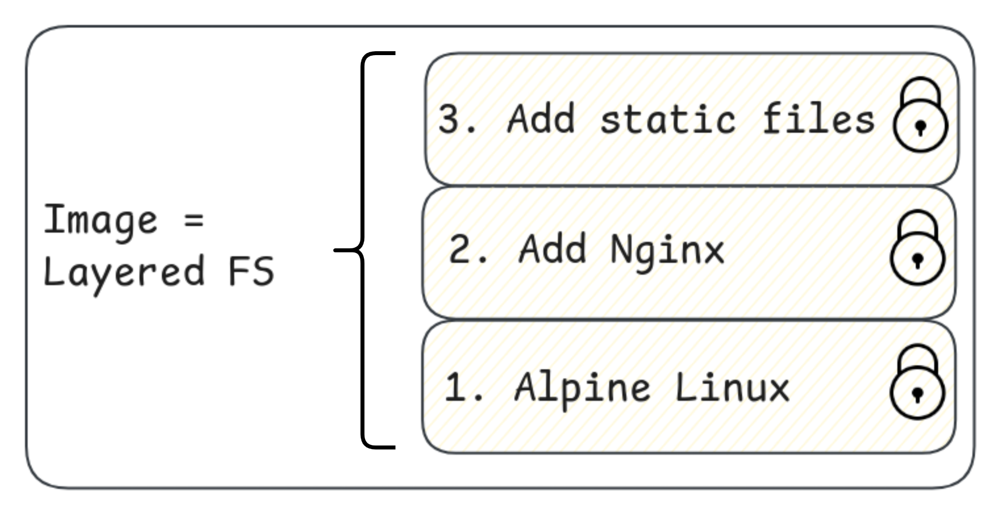 Image =
Layered FS
3. Add static files
2. Add Nginx
1. Alpine Linux